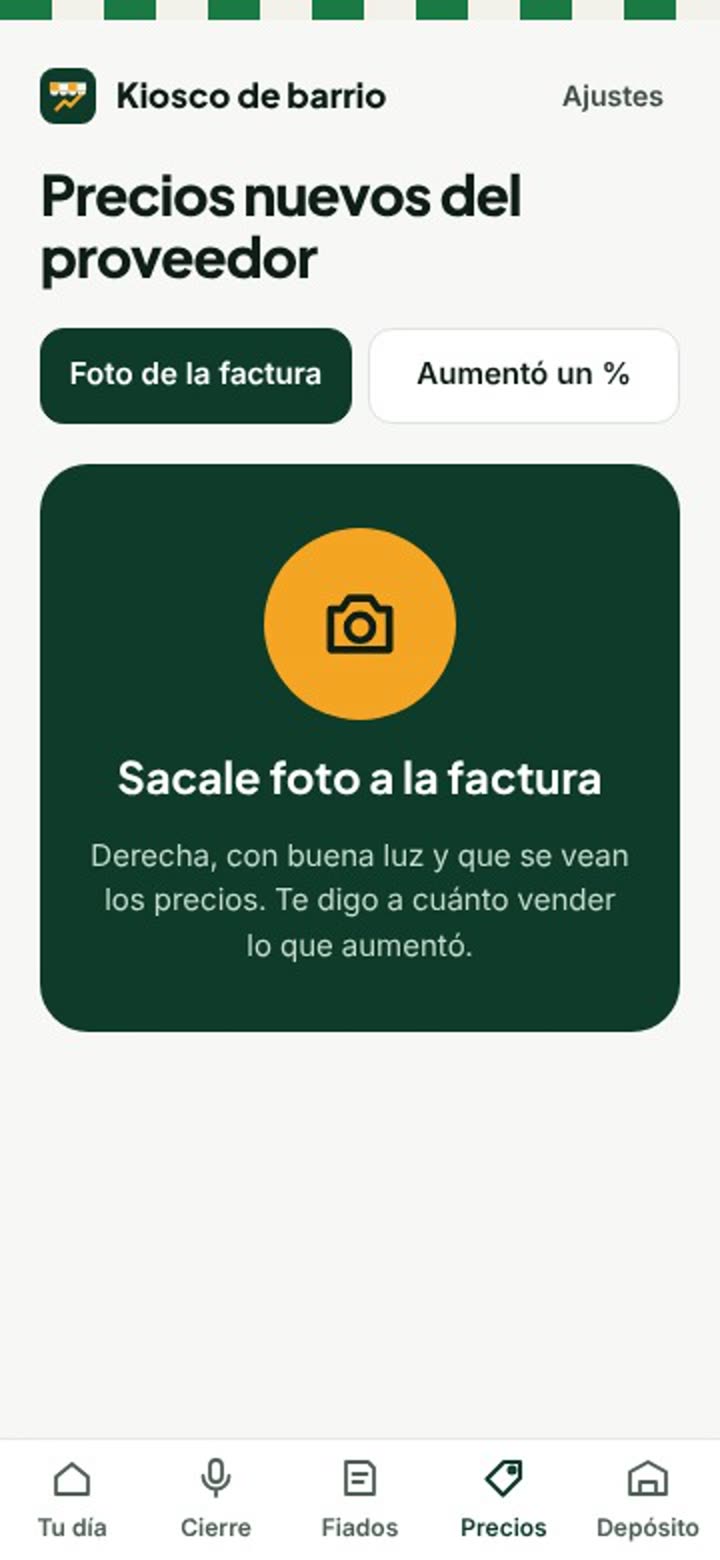 Kiosco de barrio
Ajustes
Precios nuevos del
proveedor
Foto de la factura
Aumentó un %
Sacale foto a la factura
Derecha, con buena luz y que se vean
los precios. Te digo a cuánto vender
lo que aumentó.
Tu día
Cierre
Fiados
Precios
Depósito